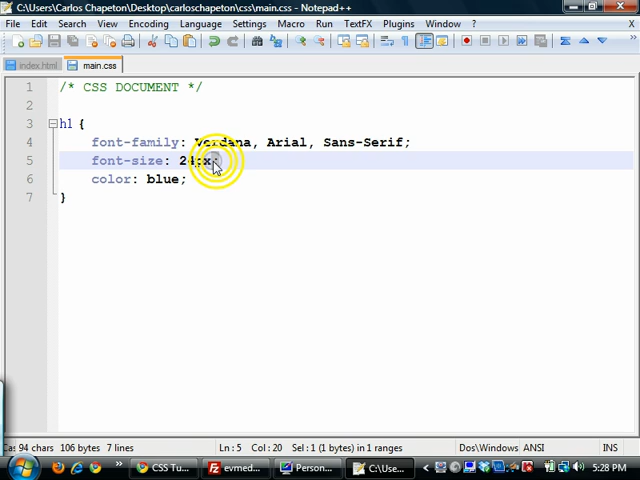 C:\Users\Carlos Chapeton\Desktop\carloschapeton\css\main.css - Notepad++
File Edit Search View Encoding Language Settings Macro Run TextFX Plugins Window ?
index.html main.css
1 /* CSS DOCUMENT */
2
3 h1 {
4 font-family: Verdana, Arial, Sans-Serif;
5 font-size: 24px;
6 color: blue;
7 }
Cas 94 chars 106 bytes 7 lines Ln : 5 Col : 20 Sel : 1 (1 bytes) in 1 ranges Dos\Windows ANSI INS
CSS Tu... evmed... Person... C:\Use... 5:28 PM